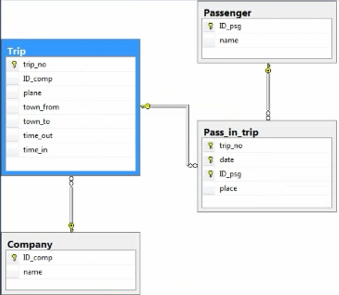 Passenger
ID_psg
name
Trip
trip_no
ID_comp
plane
town_from
town_to
time_out
time_in
Pass_in_trip
trip_no
date
ID_psg
place
Company
ID_comp
name